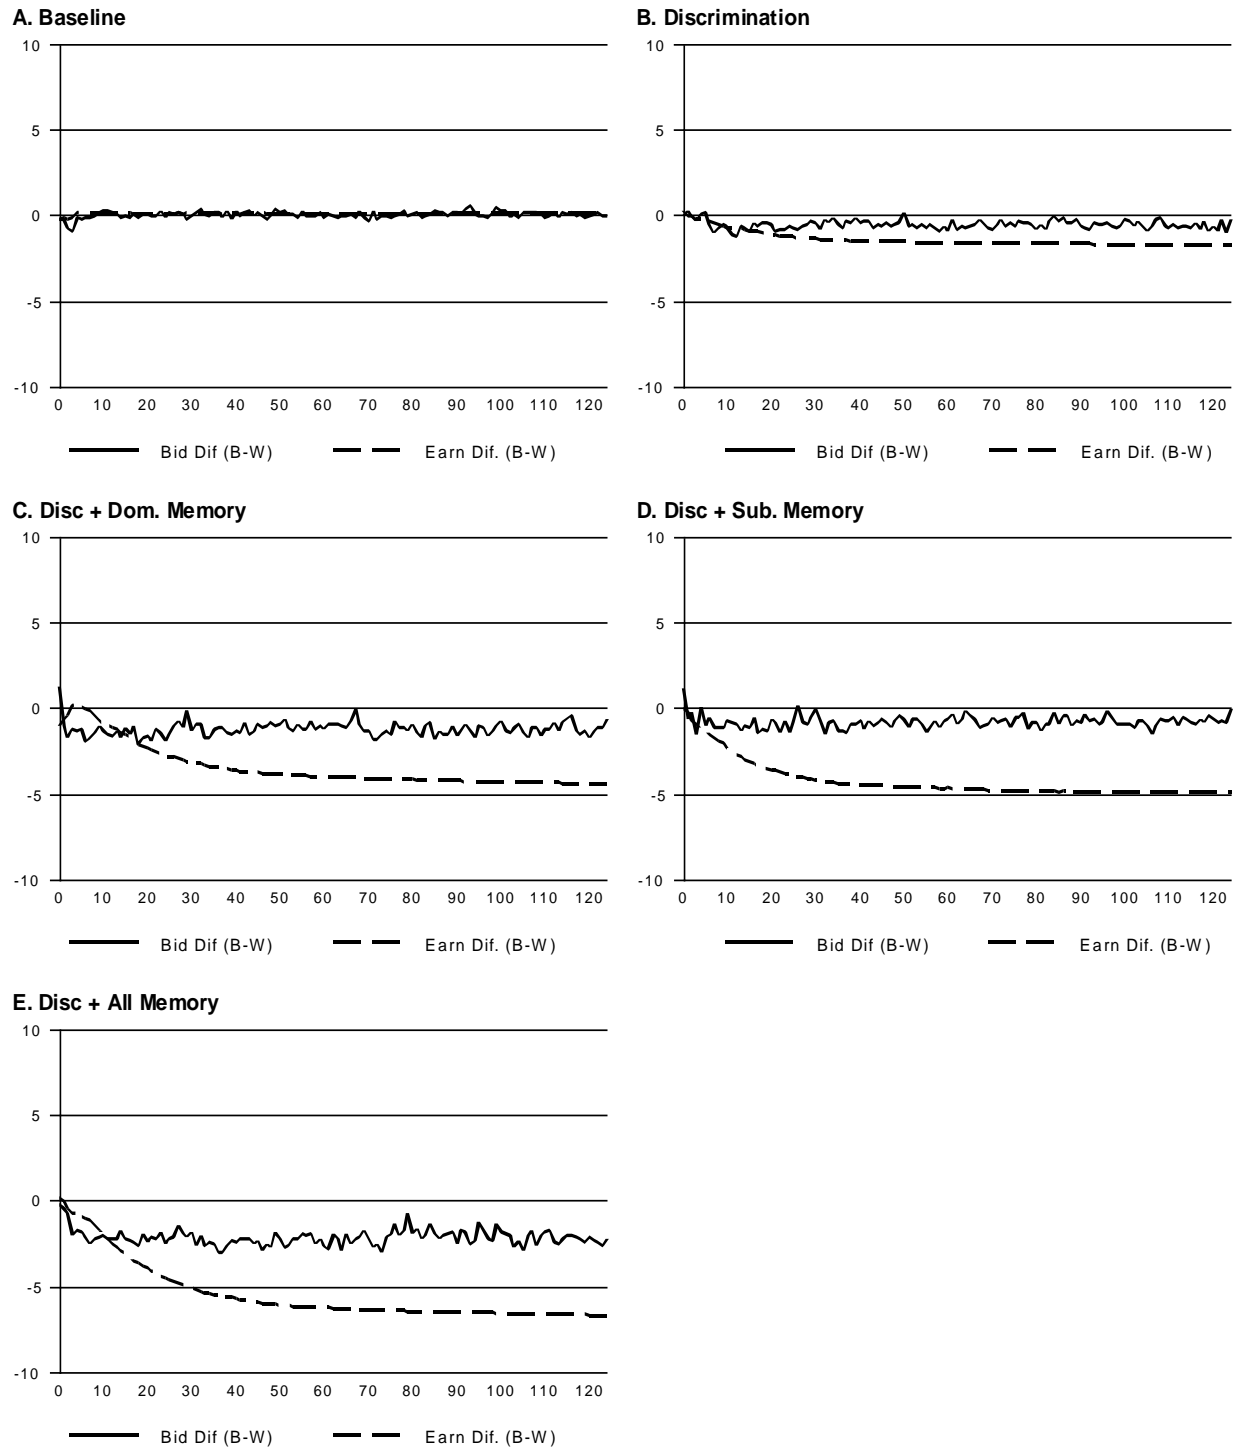 A. Baseline
10
5
0
-5
-10
0 10 20 30 40 50 60 70 80 90 100 110 120
Bid Dif (B-W) Earn Dif. (B-W)
B. Discrimination
10
5
0
-5
-10
0 10 20 30 40 50 60 70 80 90 100 110 120
Bid Dif (B-W) Earn Dif. (B-W)
C. Disc + Dom. Memory
10
5
0
-5
-10
0 10 20 30 40 50 60 70 80 90 100 110 120
Bid Dif (B-W) Earn Dif. (B-W)
D. Disc + Sub. Memory
10
5
0
-5
-10
0 10 20 30 40 50 60 70 80 90 100 110 120
Bid Dif (B-W) Earn Dif. (B-W)
E. Disc + All Memory
10
5
0
-5
-10
0 10 20 30 40 50 60 70 80 90 100 110 120
Bid Dif (B-W) Earn Dif. (B-W)